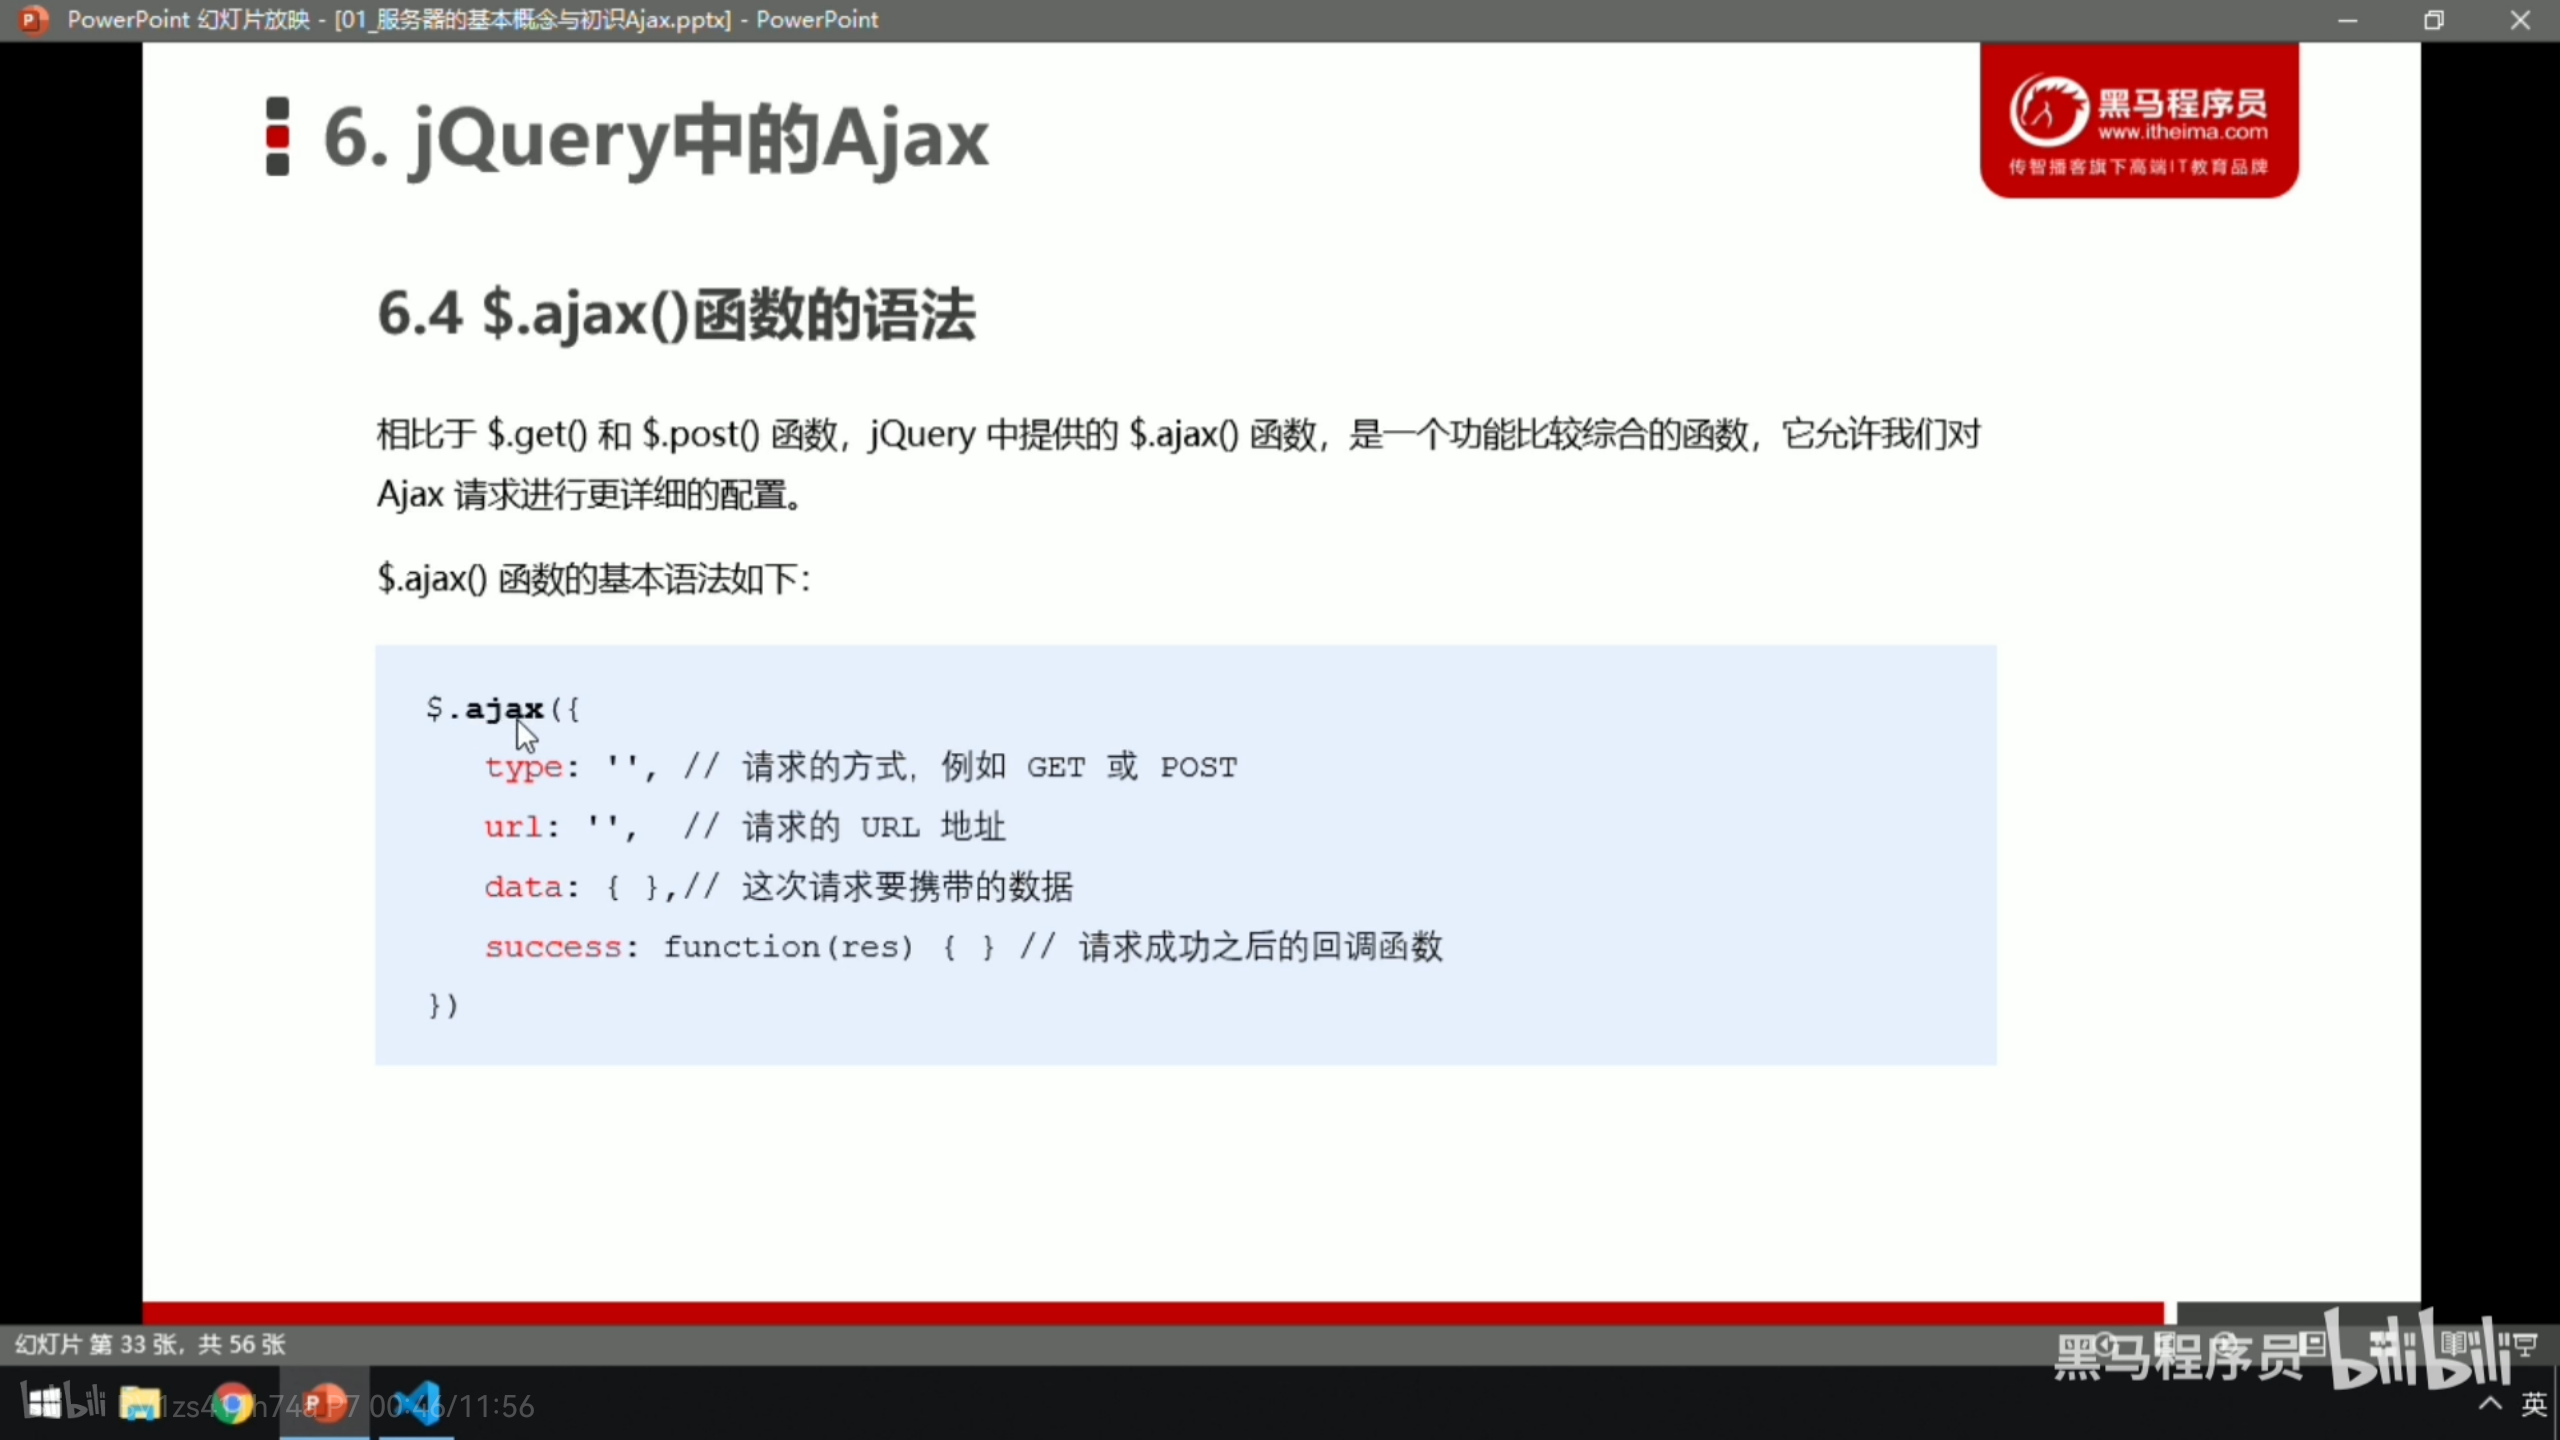 PowerPoint 幻灯片放映 - [01_服务器的基本概念与初识Ajax.pptx] - PowerPoint
黑马程序员
www.itheima.com
传智播客旗下高端IT教育品牌
6. jQuery中的Ajax
6.4 $.ajax()函数的语法
相比于 $.get() 和 $.post() 函数，jQuery 中提供的 $.ajax() 函数，是一个功能比较综合的函数，它允许我们对
Ajax 请求进行更详细的配置。
$.ajax() 函数的基本语法如下：
$.ajax({
type: '', // 请求的方式，例如 GET 或 POST
url: '', // 请求的 URL 地址
data: { },// 这次请求要携带的数据
success: function(res) { } // 请求成功之后的回调函数
})
幻灯片 第 33 张，共 56 张
黑马程序员 bilibili
bilibili P7 00:46/11:56
英